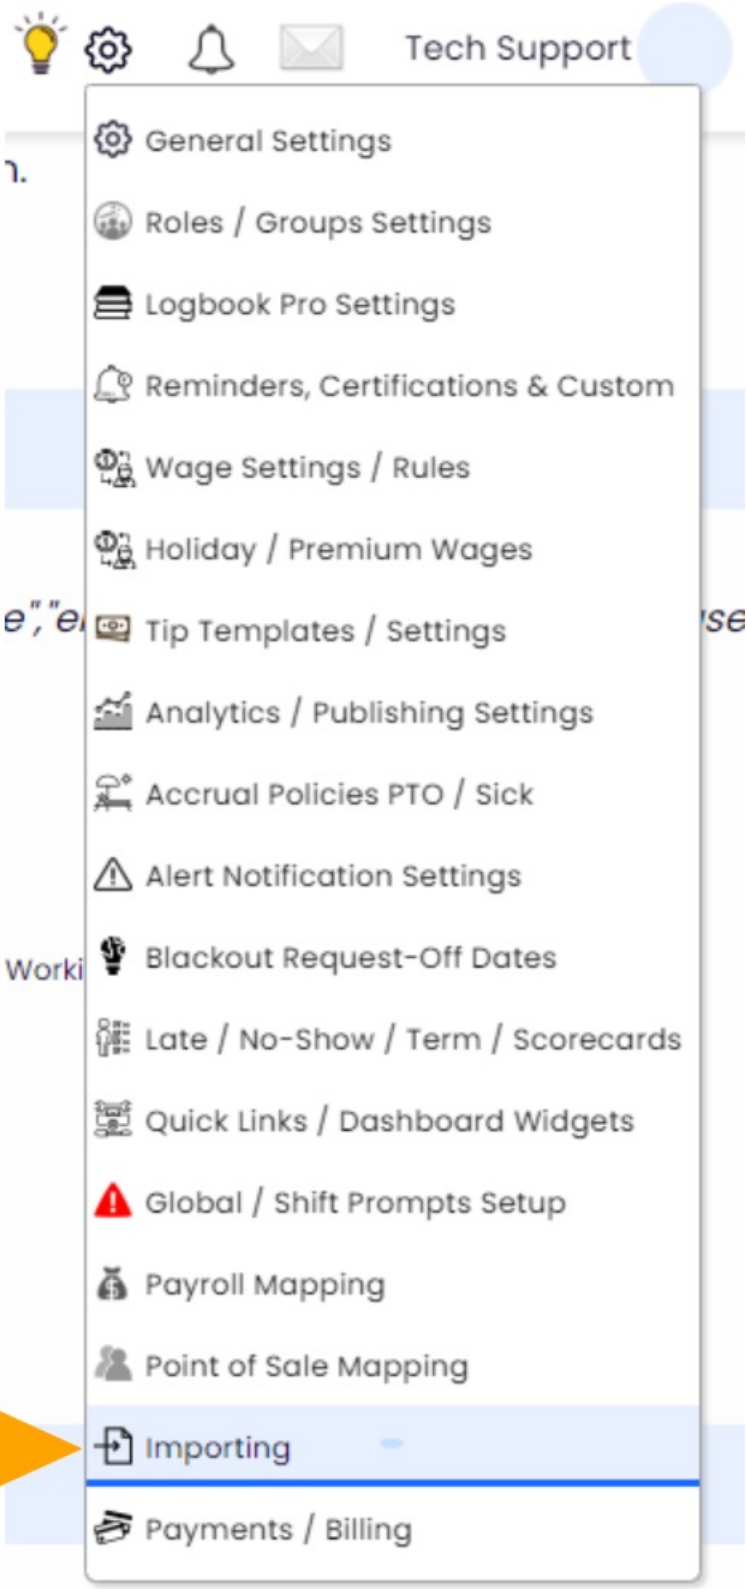 Tech Support
General Settings
n.
Roles / Groups Settings
Logbook Pro Settings
Reminders, Certifications & Custom
Wage Settings / Rules
Holiday / Premium Wages
e","el
Tip Templates / Settings
use
Analytics / Publishing Settings
Accrual Policies PTO / Sick
Alert Notification Settings
Blackout Request-Off Dates
Worki
Late / No-Show / Term / Scorecards
Quick Links / Dashboard Widgets
Global / Shift Prompts Setup
Payroll Mapping
Point of Sale Mapping
Importing
Payments / Billing